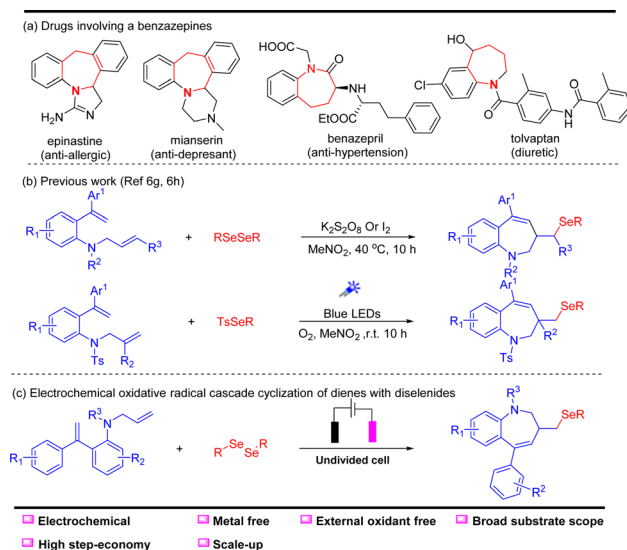 (a) Drugs involving a benzazepines
N
N
H2N
epinastine
(anti-allergic)
N
N
CH3
mianserin
(anti-depresant)
HOOC
O
N
NH
EtOOC
benazepril
(anti-hypertension)
HO
Cl
N
O
N
H
O
tolvaptan
(diuretic)
(b) Previous work (Ref 6g, 6h)
Ar1
R1
N
R3
R2
+
RSeSeR
K2S2O8 Or I2
MeNO2, 40 ºC, 10 h
Ar1
SeR
R1
R3
N
R2
Ar1
R1
N
Ts
R2
+
TsSeR
Blue LEDs
O2, MeNO2 ,r.t. 10 h
Ar1
SeR
R1
R2
N
Ts
(c) Electrochemical oxidative radical cascade cyclization of dienes with diselenides
R3
N
R1
R2
+
R
Se
Se
R
Undivided cell
R3
N
R1
SeR
R2
Electrochemical Metal free External oxidant free Broad substrate scope
High step-economy Scale-up